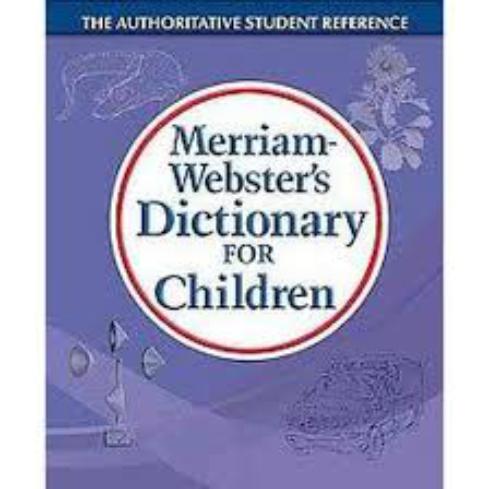 THE AUTHORITATIVE STUDENT REFERENCE
Merriam-
Webster's
Dictionary
FOR
Children